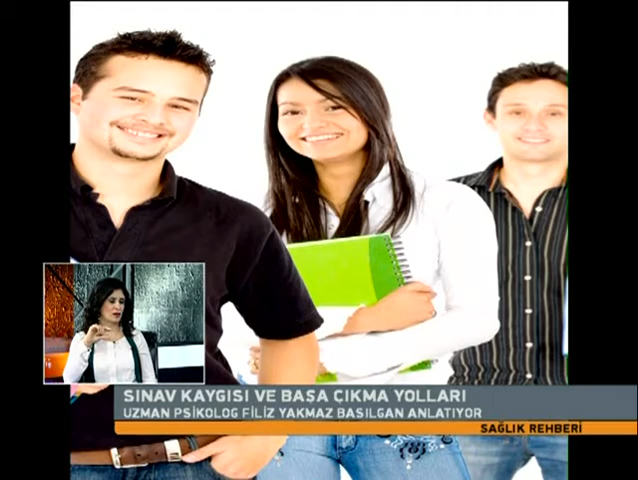 SINAV KAYGISI VE BAŞA ÇIKMA YOLLARI
UZMAN PSİKOLOG FİLİZ YAKMAZ BASILGAN ANLATIYOR
SAĞLIK REHBERİ